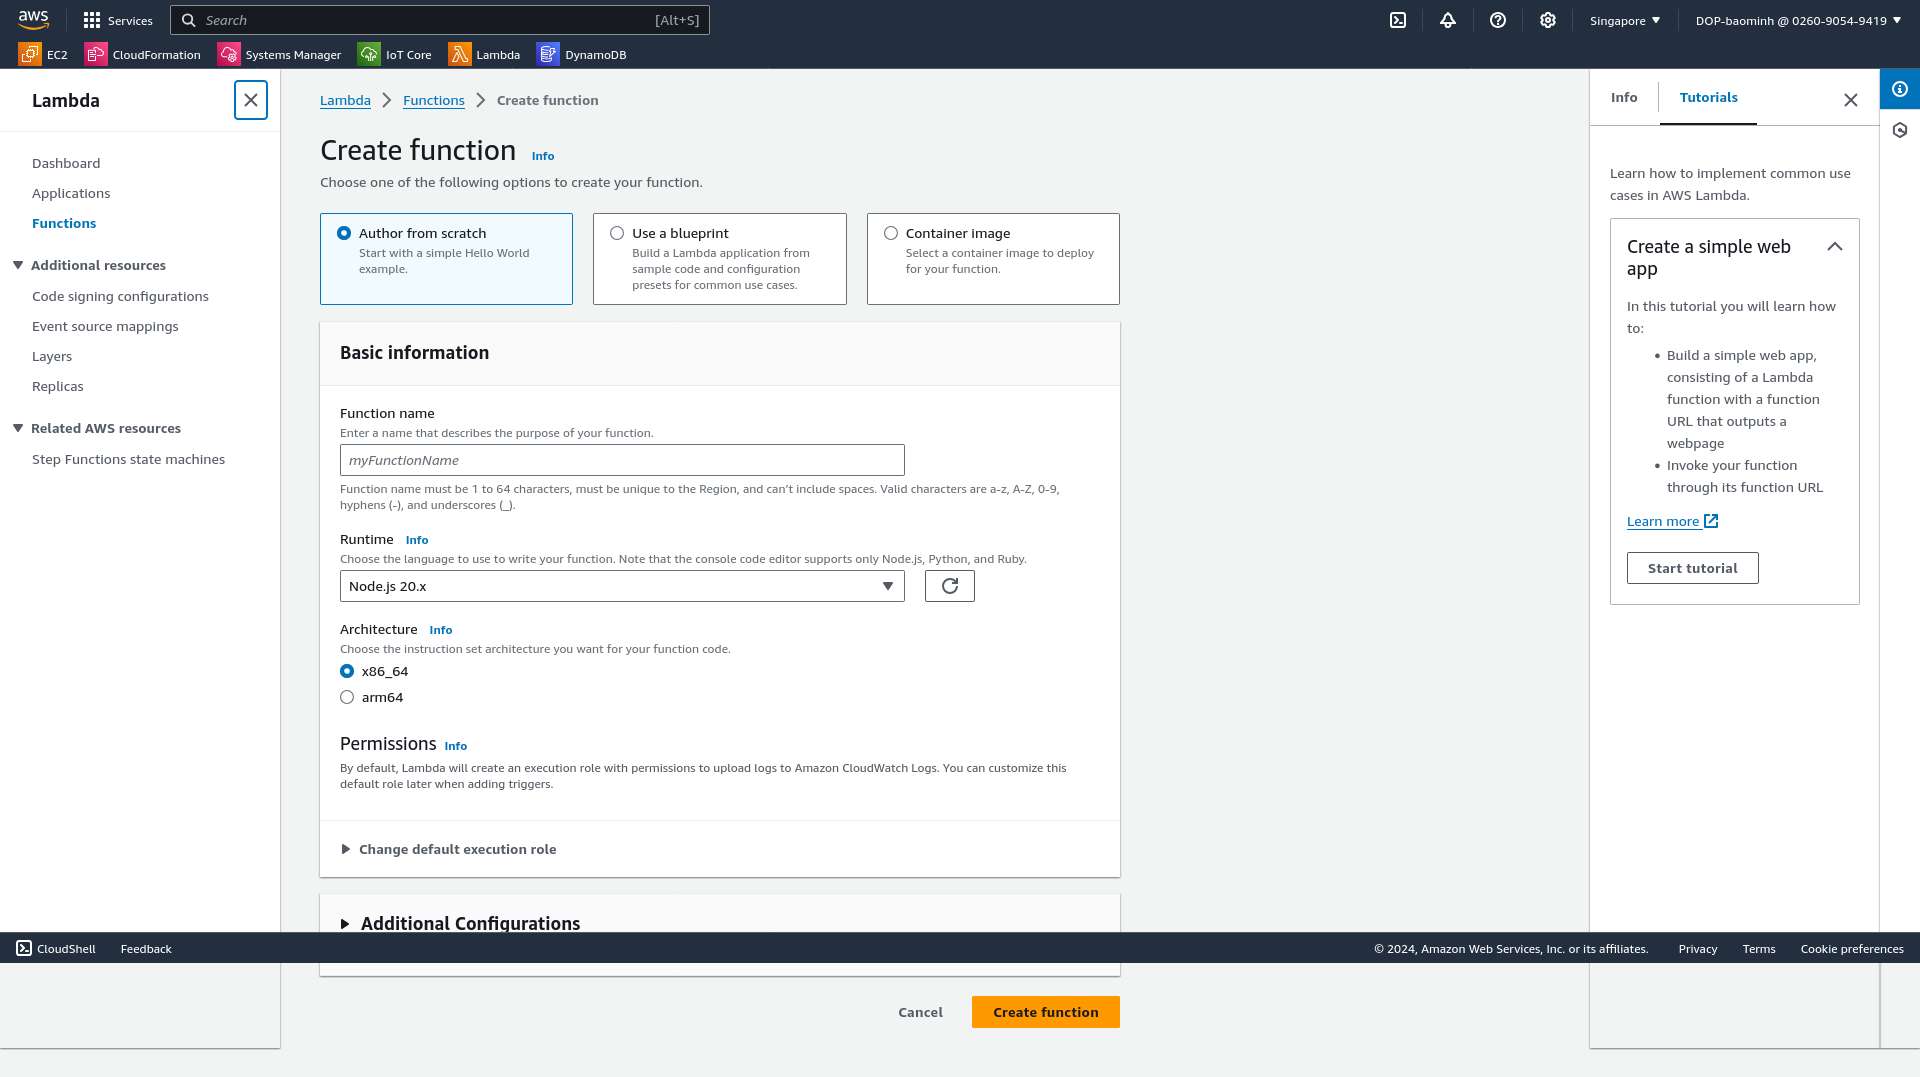 aws
Services
Search
[Alt+S]
Singapore
DOP-baominh @ 0260-9054-9419
EC2
CloudFormation
Systems Manager
IoT Core
Lambda
DynamoDB
Lambda
Dashboard
Applications
Functions
Additional resources
Code signing configurations
Event source mappings
Layers
Replicas
Related AWS resources
Step Functions state machines
Lambda
Functions
Create function
Create function
Info
Choose one of the following options to create your function.
Author from scratch
Start with a simple Hello World
example.
Use a blueprint
Build a Lambda application from
sample code and configuration
presets for common use cases.
Container image
Select a container image to deploy
for your function.
Basic information
Function name
Enter a name that describes the purpose of your function.
myFunctionName
Function name must be 1 to 64 characters, must be unique to the Region, and can't include spaces. Valid characters are a-z, A-Z, 0-9,
hyphens (-), and underscores (_).
Runtime Info
Choose the language to use to write your function. Note that the console code editor supports only Node.js, Python, and Ruby.
Node.js 20.x
Architecture Info
Choose the instruction set architecture you want for your function code.
x86_64
arm64
Permissions Info
By default, Lambda will create an execution role with permissions to upload logs to Amazon CloudWatch Logs. You can customize this
default role later when adding triggers.
Change default execution role
Additional Configurations
Cancel
Create function
Info
Tutorials
Learn how to implement common use
cases in AWS Lambda.
Create a simple web
app
In this tutorial you will learn how
to:
• Build a simple web app,
consisting of a Lambda
function with a function
URL that outputs a
webpage
• Invoke your function
through its function URL
Learn more
Start tutorial
CloudShell
Feedback
© 2024, Amazon Web Services, Inc. or its affiliates.
Privacy
Terms
Cookie preferences